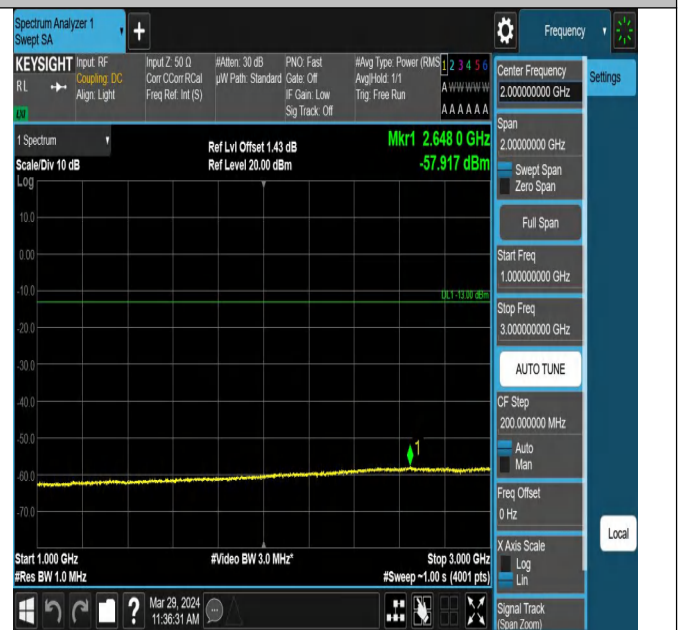 Spectrum Analyzer 1
Swept SA
+
Frequency
KEYSIGHT
RL
LXI
Input: RF
Coupling: DC
Align: Light
Input Z: 50 Ω
Corr CCorr RCal
Freq Ref: Int (S)
#Atten: 30 dB
µW Path: Standard
PNO: Fast
Gate: Off
IF Gain: Low
Sig Track: Off
#Avg Type: Power (RMS
Avg|Hold: 1/1
Trig: Free Run
1 2 3 4 5 6
A W W W W W
A A A A A A
1 Spectrum
Scale/Div 10 dB
Ref Lvl Offset 1.43 dB
Ref Level 20.00 dBm
Mkr1 2.648 0 GHz
-57.917 dBm
Log
10.0
0.00
-10.0
DL1 -13.00 dBm
-20.0
-30.0
-40.0
-50.0
1
-60.0
-70.0
Start 1.000 GHz
#Res BW 1.0 MHz
#Video BW 3.0 MHz*
Stop 3.000 GHz
#Sweep ~1.00 s (4001 pts)
?
Mar 29, 2024
11:36:31 AM
Center Frequency
2.000000000 GHz
Settings
Span
2.00000000 GHz
Swept Span
Zero Span
Full Span
Start Freq
1.000000000 GHz
Stop Freq
3.000000000 GHz
AUTO TUNE
CF Step
200.000000 MHz
Auto
Man
Freq Offset
0 Hz
Local
X Axis Scale
Log
Lin
Signal Track
(Span Zoom)